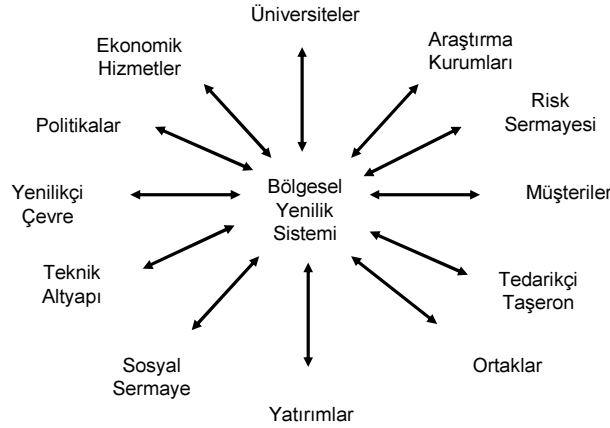 Üniversiteler
Ekonomik
Hizmetler
Araştırma
Kurumları
Politikalar
Risk
Sermayesi
Yenilikçi
Çevre
Bölgesel
Yenilik
Sistemi
Müşteriler
Teknik
Altyapı
Tedarikçi
Taşeron
Sosyal
Sermaye
Ortaklar
Yatırımlar